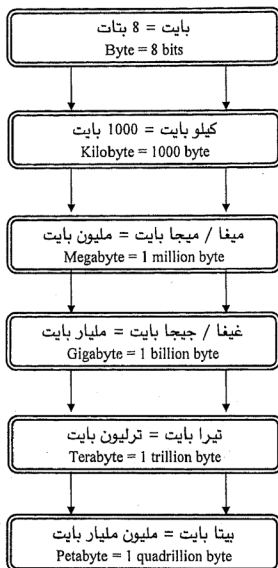 بايت = 8 بتات
Byte = 8 bits
كيلو بايت = 1000 بايت
Kilobyte = 1000 byte
ميغا / ميجا بايت = مليون بايت
Megabyte = 1 million byte
غيغا / جيجا بايت = مليار بايت
Gigabyte = 1 billion byte
تيرا بايت = ترليون بايت
Terabyte = 1 trillion byte
بيتا بايت = مليون مليار بايت
Petabyte = 1 quadrillion byte